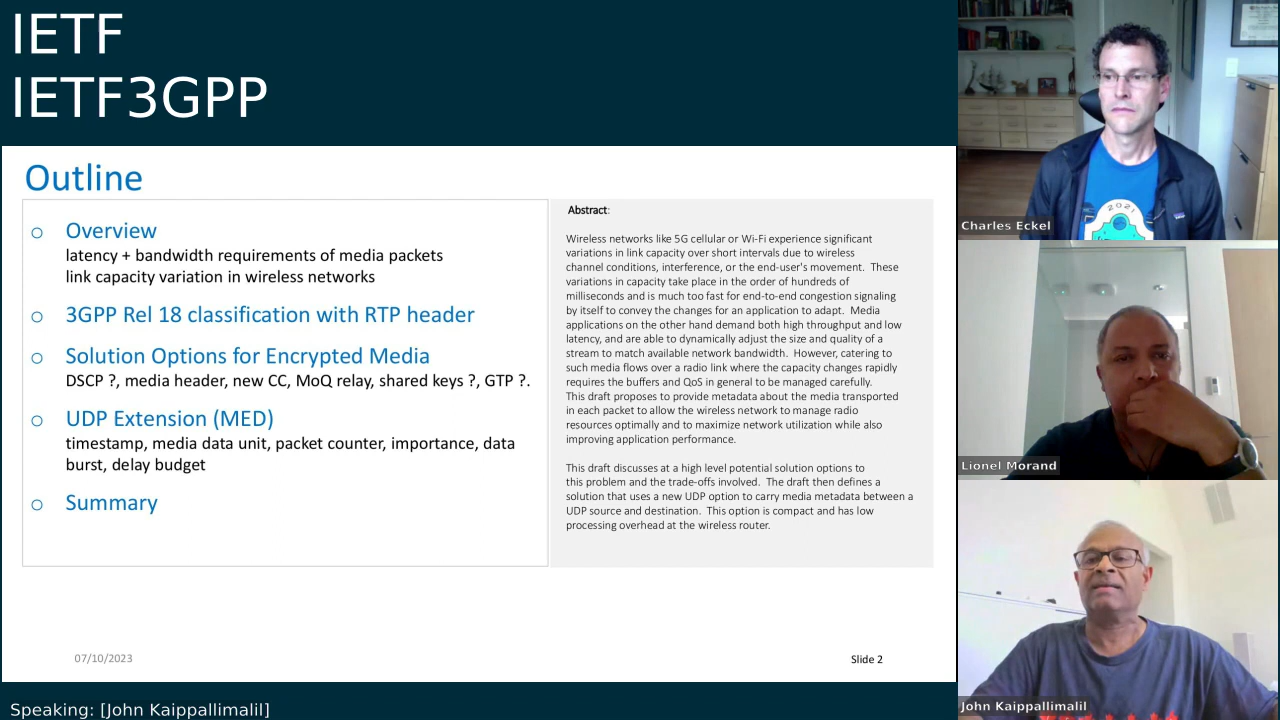 IETF
IETF3GPP
Outline
o Overview
latency + bandwidth requirements of media packets
link capacity variation in wireless networks
o 3GPP Rel 18 classification with RTP header
o Solution Options for Encrypted Media
DSCP ?, media header, new CC, MoQ relay, shared keys ?, GTP ?.
o UDP Extension (MED)
timestamp, media data unit, packet counter, importance, data
burst, delay budget
o Summary
Abstract:
Wireless networks like 5G cellular or Wi-Fi experience significant
variations in link capacity over short intervals due to wireless
channel conditions, interference, or the end-user's movement. These
variations in capacity take place in the order of hundreds of
milliseconds and is much too fast for end-to-end congestion signaling
by itself to convey the changes for an application to adapt. Media
applications on the other hand demand both high throughput and low
latency, and are able to dynamically adjust the size and quality of a
stream to match available network bandwidth. However, catering to
such media flows over a radio link where the capacity changes rapidly
requires the buffers and QoS in general to be managed carefully.
This draft proposes to provide metadata about the media transported
in each packet to allow the wireless network to manage radio
resources optimally and to maximize network utilization while also
improving application performance.
This draft discusses at a high level potential solution options to
this problem and the trade-offs involved. The draft then defines a
solution that uses a new UDP option to carry media metadata between a
UDP source and destination. This option is compact and has low
processing overhead at the wireless router.
07/10/2023
Slide 2
Speaking: [John Kaippallimalil]
2021
Charles Eckel
Lionel Morand
John Kaippallimalil